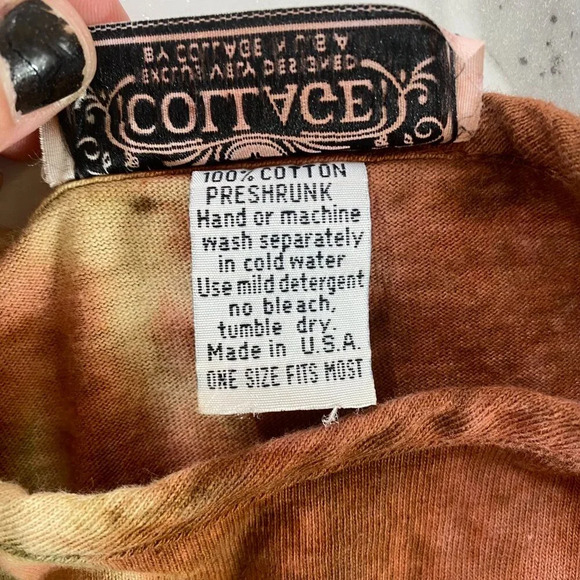 COLLAGE
EXCLUSIVELY DESIGNED
BY COLLAGE U S A
100% COTTON
PRESHRUNK
Hand or machine
wash separately
in cold water
Use mild detergent
no bleach,
tumble dry.
Made in U.S.A.
ONE SIZE FITS MOST